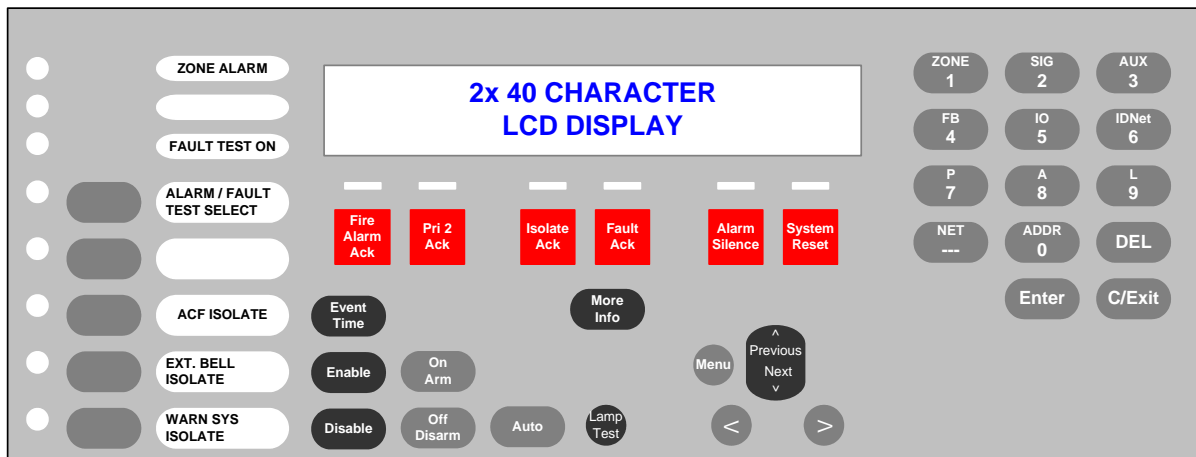 ZONE ALARM
FAULT TEST ON
ALARM / FAULT
TEST SELECT
ACF ISOLATE
EXT. BELL
ISOLATE
WARN SYS
ISOLATE
2x 40 CHARACTER
LCD DISPLAY
Fire
Alarm
Ack
Pri 2
Ack
Isolate
Ack
Fault
Ack
Alarm
Silence
System
Reset
Event
Time
More
Info
Enable
On
Arm
Menu
^
Previous
Next
v
Disable
Off
Disarm
Auto
Lamp
Test
<
>
ZONE
1
SIG
2
AUX
3
FB
4
IO
5
IDNet
6
P
7
A
8
L
9
NET
---
ADDR
0
DEL
Enter
C/Exit